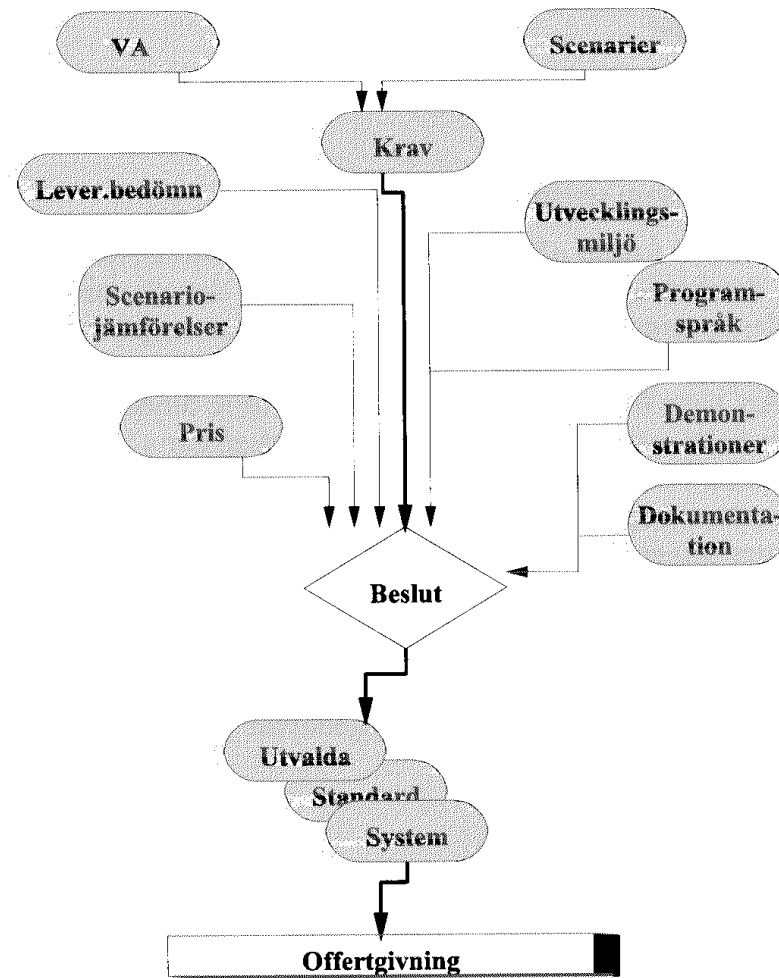 VA
Scenarier
Krav
Lever.bedömn
Utvecklings-
miljö
Scenario-
jämförelser
Program-
språk
Pris
Demon-
strationer
Dokumenta-
tion
Beslut
Utvalda
Standard
System
Offertgivning